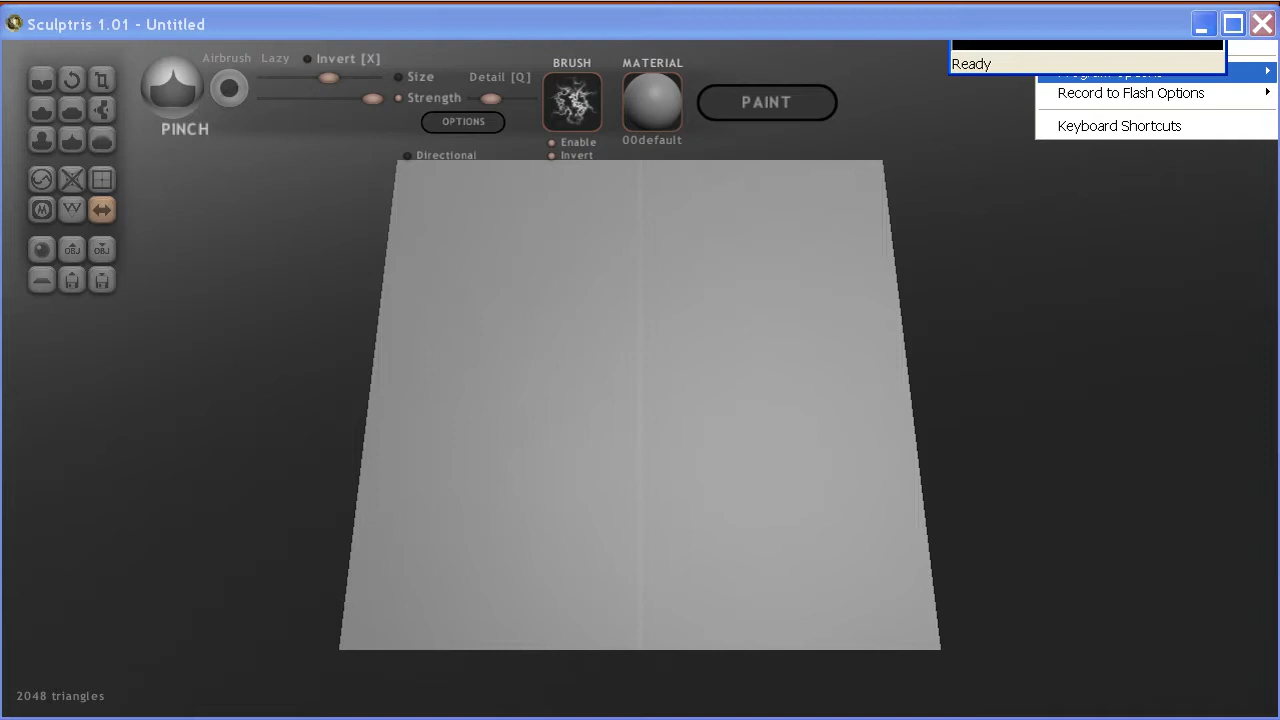 Sculptris 1.01 - Untitled
Airbrush Lazy Invert [X]
Size
Detail [Q]
Strength
OPTIONS
PINCH
Directional
BRUSH
Enable
Invert
MATERIAL
00default
PAINT
Ready
Record to Flash Options
Keyboard Shortcuts
M
OBJ
OBJ
2048 triangles